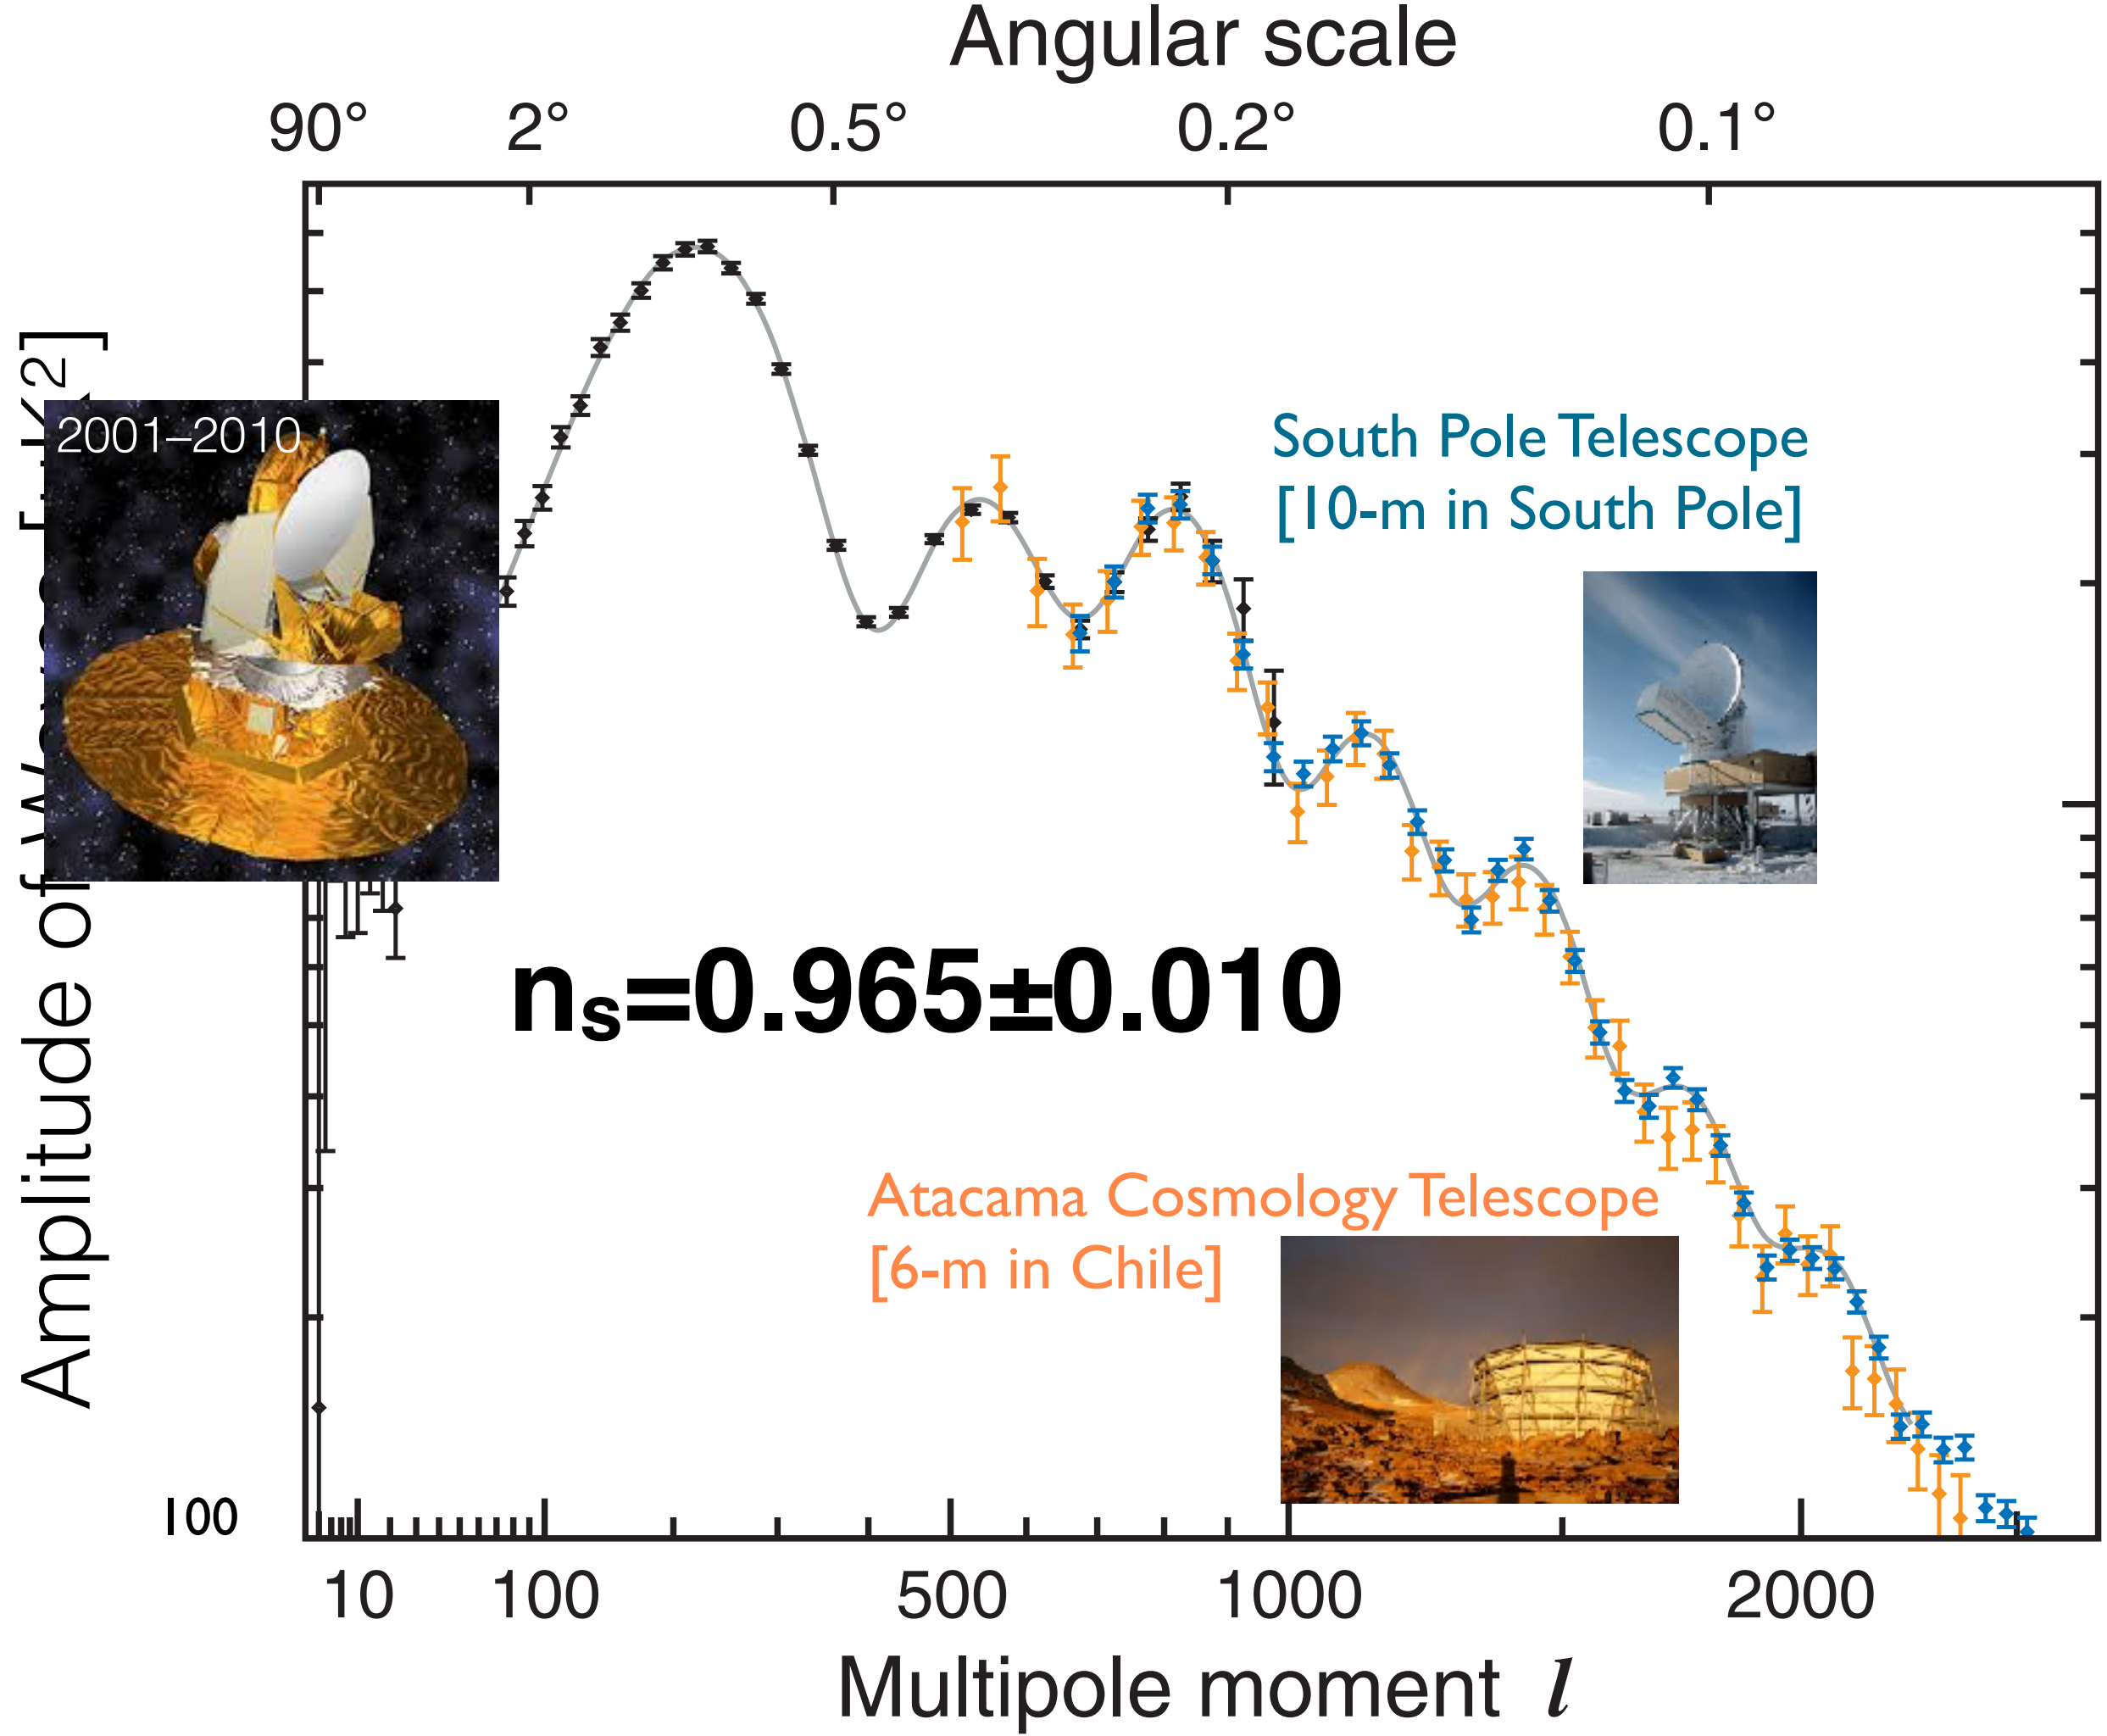 Angular scale
90° 2° 0.5° 0.2° 0.1°
2001–2010
South Pole Telescope
[10-m in South Pole]
nₛ=0.965±0.010
Atacama Cosmology Telescope
[6-m in Chile]
Amplitude of
100
10 100 500 1000 2000
Multipole moment l